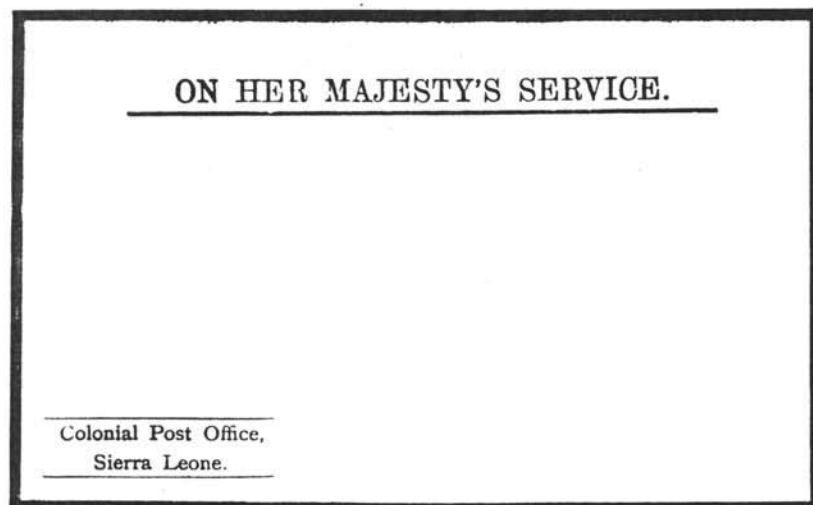 ON HER MAJESTY'S SERVICE.
Colonial Post Office,
Sierra Leone.